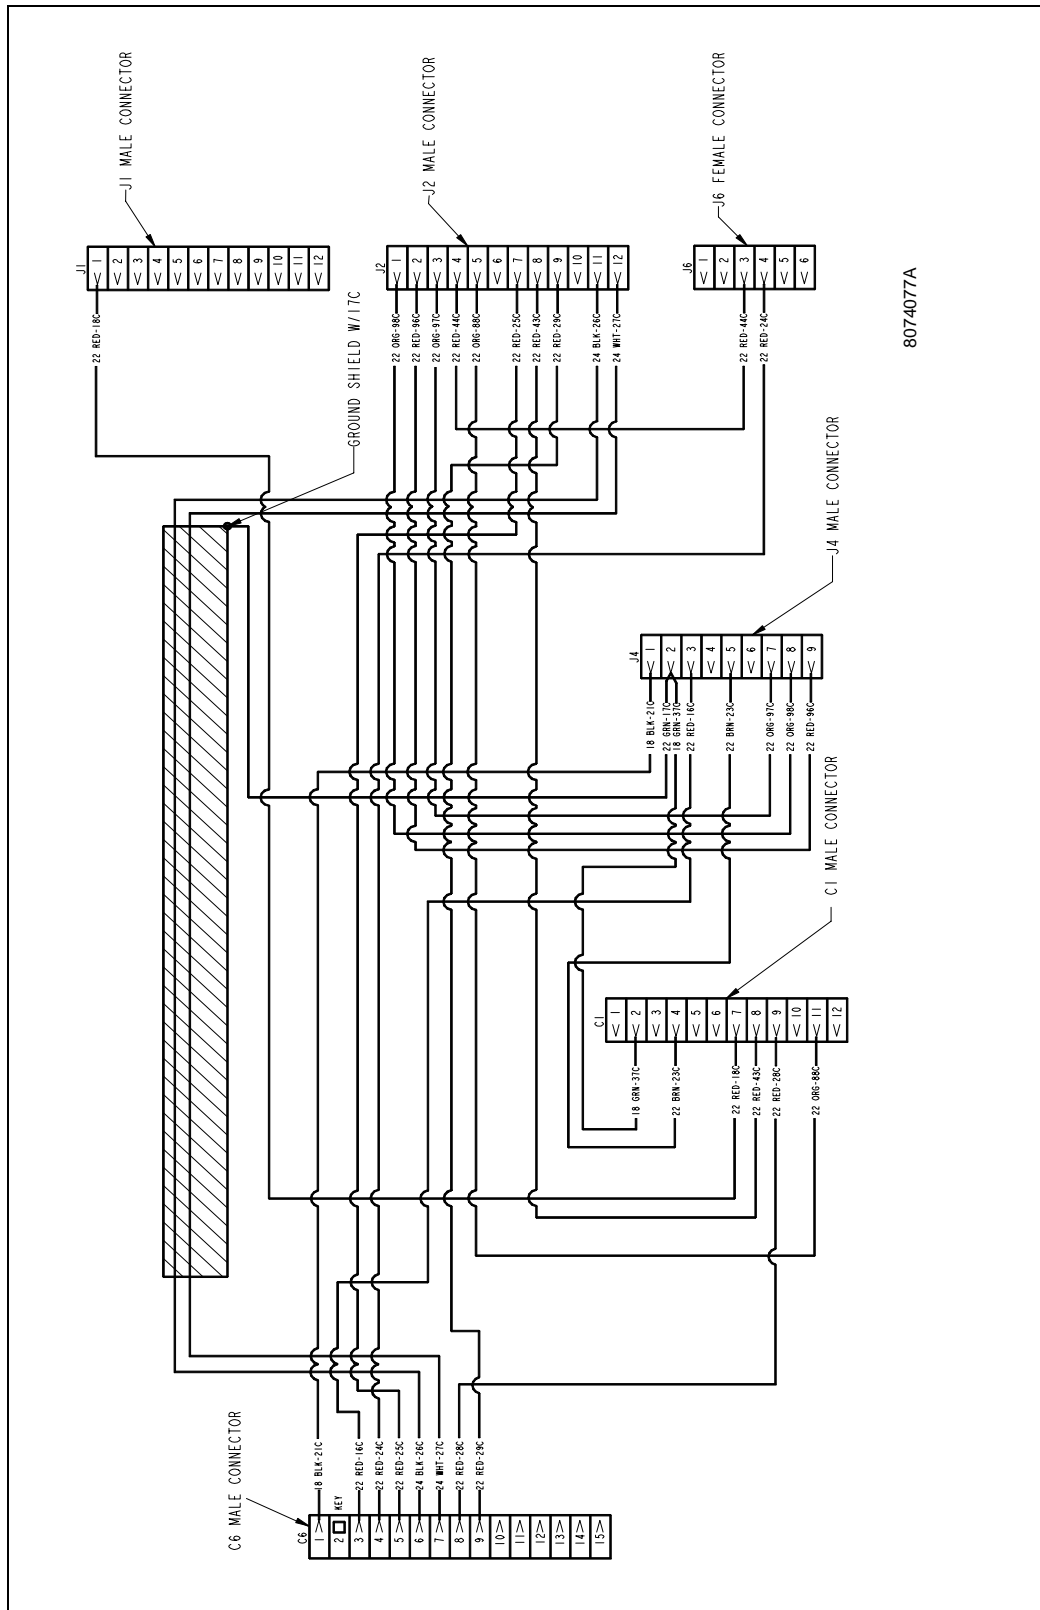 J1 MALE CONNECTOR
J1
1
2
3
4
5
6
7
8
9
10
11
12
22 RED-18C
GROUND SHIELD W/17C
J2 MALE CONNECTOR
J2
1
2
3
4
5
6
7
8
9
10
11
12
22 ORG-98C
22 RED-96C
22 ORG-97C
22 RED-44C
22 ORG-88C
22 RED-25C
22 RED-43C
22 RED-29C
24 BLK-26C
24 WHT-27C
J6 FEMALE CONNECTOR
J6
1
2
3
4
5
6
22 RED-44C
22 RED-24C
8074077A
J4 MALE CONNECTOR
J4
1
2
3
4
5
6
7
8
9
18 BLK-21C
22 GRN-17C
18 GRN-37C
22 RED-16C
22 BRN-23C
22 ORG-97C
22 ORG-98C
22 RED-96C
C1 MALE CONNECTOR
C1
1
2
3
4
5
6
7
8
9
10
11
12
18 GRN-37C
22 BRN-23C
22 RED-18C
22 RED-43C
22 RED-28C
22 ORG-88C
C6 MALE CONNECTOR
C6
1
2
3
4
5
6
7
8
9
10
11
12
13
14
15
18 BLK-21C
KEY
22 RED-16C
22 RED-24C
22 RED-25C
24 BLK-26C
24 WHT-27C
22 RED-28C
22 RED-29C